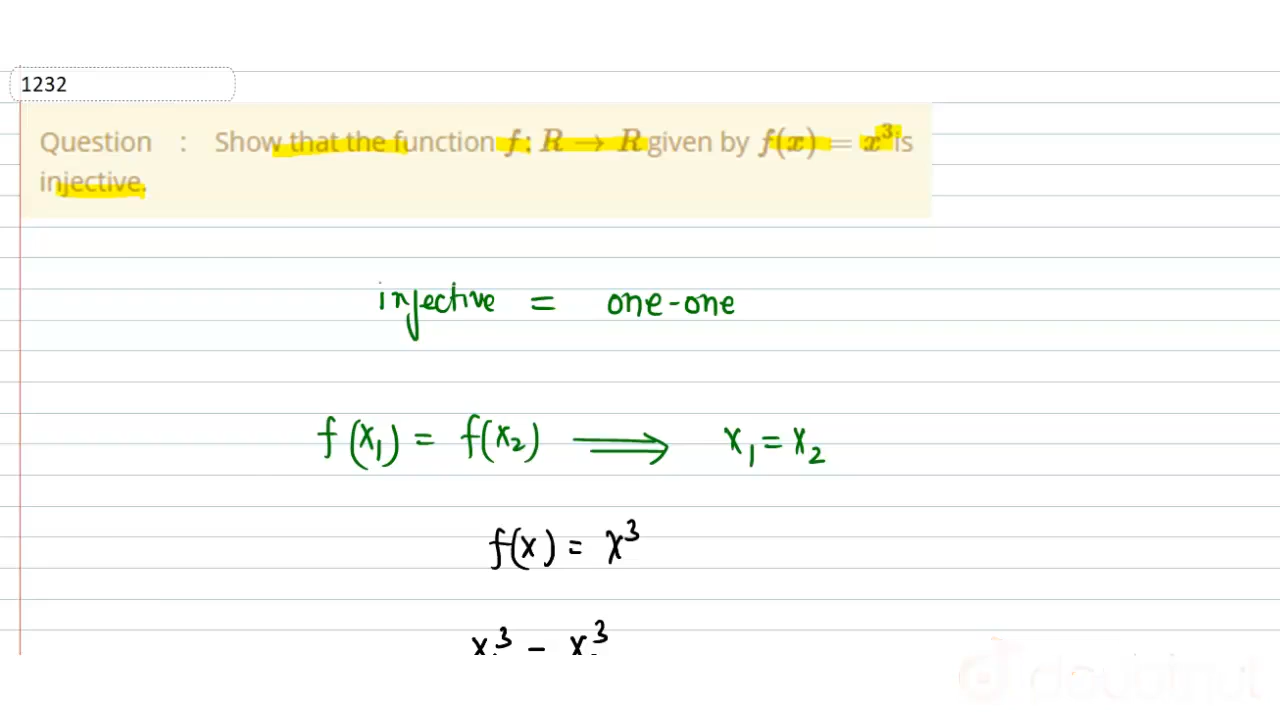 1232
Question : Show that the function f : R → R given by f(x) = x³ is
injective.
injective = one-one
f(x₁) = f(x₂) ⟹ x₁ = x₂
f(x) = x³
doubtnut